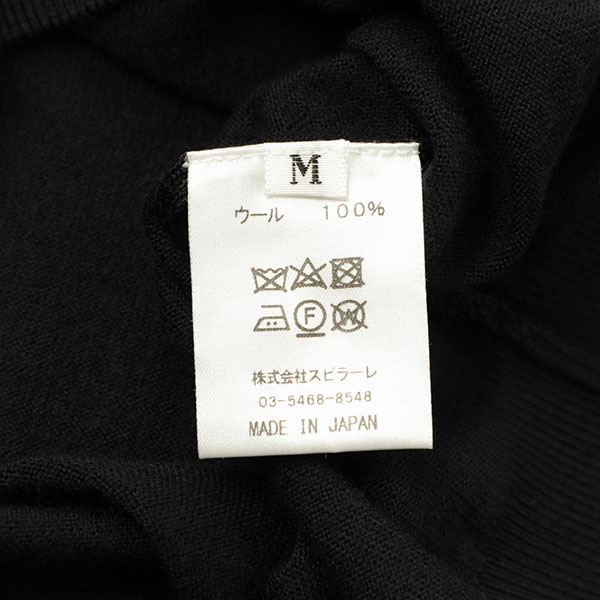 M
ウール 100%
F W
株式会社スピラーレ
03-5468-8548
MADE IN JAPAN